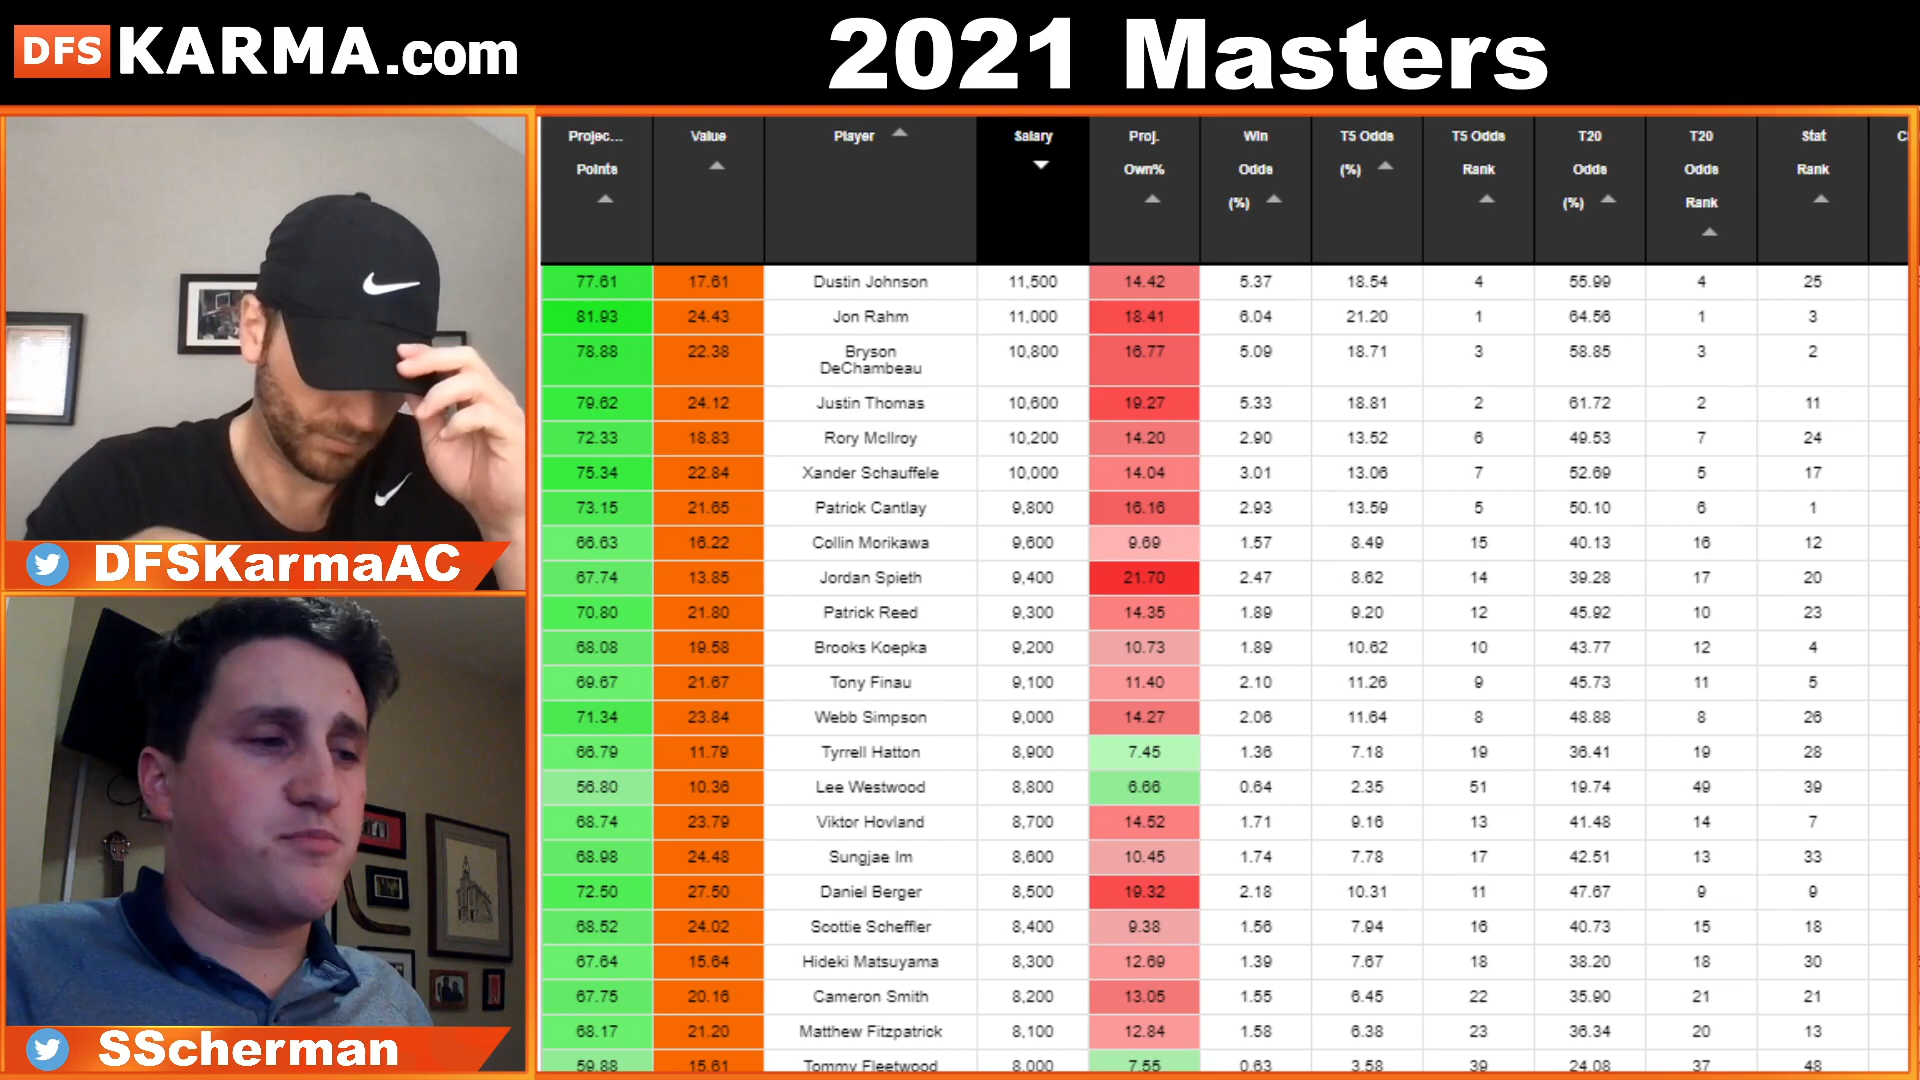 DFS KARMA.com
2021 Masters
Projec... Points Value Player Salary Proj. Own% Win Odds (%) T5 Odds (%) T5 Odds Rank T20 Odds (%) T20 Odds Rank Stat Rank
77.61 17.61 Dustin Johnson 11,500 14.42 5.37 18.54 4 55.99 4 25
81.93 24.43 Jon Rahm 11,000 18.41 6.04 21.20 1 64.56 1 3
78.88 22.38 Bryson DeChambeau 10,800 16.77 5.09 18.71 3 58.85 3 2
79.62 24.12 Justin Thomas 10,600 19.27 5.33 18.81 2 61.72 2 11
72.33 18.83 Rory McIlroy 10,200 14.20 2.90 13.52 6 49.53 7 24
75.34 22.84 Xander Schauffele 10,000 14.04 3.01 13.06 7 52.69 5 17
73.15 21.65 Patrick Cantlay 9,800 16.16 2.93 13.59 5 50.10 6 1
66.63 16.22 Collin Morikawa 9,600 9.69 1.57 8.49 15 40.13 16 12
67.74 13.85 Jordan Spieth 9,400 21.70 2.47 8.62 14 39.28 17 20
70.80 21.80 Patrick Reed 9,300 14.35 1.89 9.20 12 45.92 10 23
68.08 19.58 Brooks Koepka 9,200 10.73 1.89 10.62 10 43.77 12 4
69.67 21.67 Tony Finau 9,100 11.40 2.10 11.26 9 45.73 11 5
71.34 23.84 Webb Simpson 9,000 14.27 2.06 11.64 8 48.88 8 26
66.79 11.79 Tyrrell Hatton 8,900 7.45 1.36 7.18 19 36.41 19 28
56.80 10.36 Lee Westwood 8,800 6.66 0.64 2.35 51 19.74 49 39
68.74 23.79 Viktor Hovland 8,700 14.52 1.71 9.16 13 41.48 14 7
68.98 24.48 Sungjae Im 8,600 10.45 1.74 7.78 17 42.51 13 33
72.50 27.50 Daniel Berger 8,500 19.32 2.18 10.31 11 47.67 9 9
68.52 24.02 Scottie Scheffler 8,400 9.38 1.56 7.94 16 40.73 15 18
67.64 15.64 Hideki Matsuyama 8,300 12.69 1.39 7.67 18 38.20 18 30
67.75 20.16 Cameron Smith 8,200 13.05 1.55 6.45 22 35.90 21 21
68.17 21.20 Matthew Fitzpatrick 8,100 12.84 1.58 6.38 23 36.34 20 13
59.88 15.61 Tommy Fleetwood 8,000 7.55 0.63 3.58 39 24.08 37 48
DFSKarmaAC
SScherman